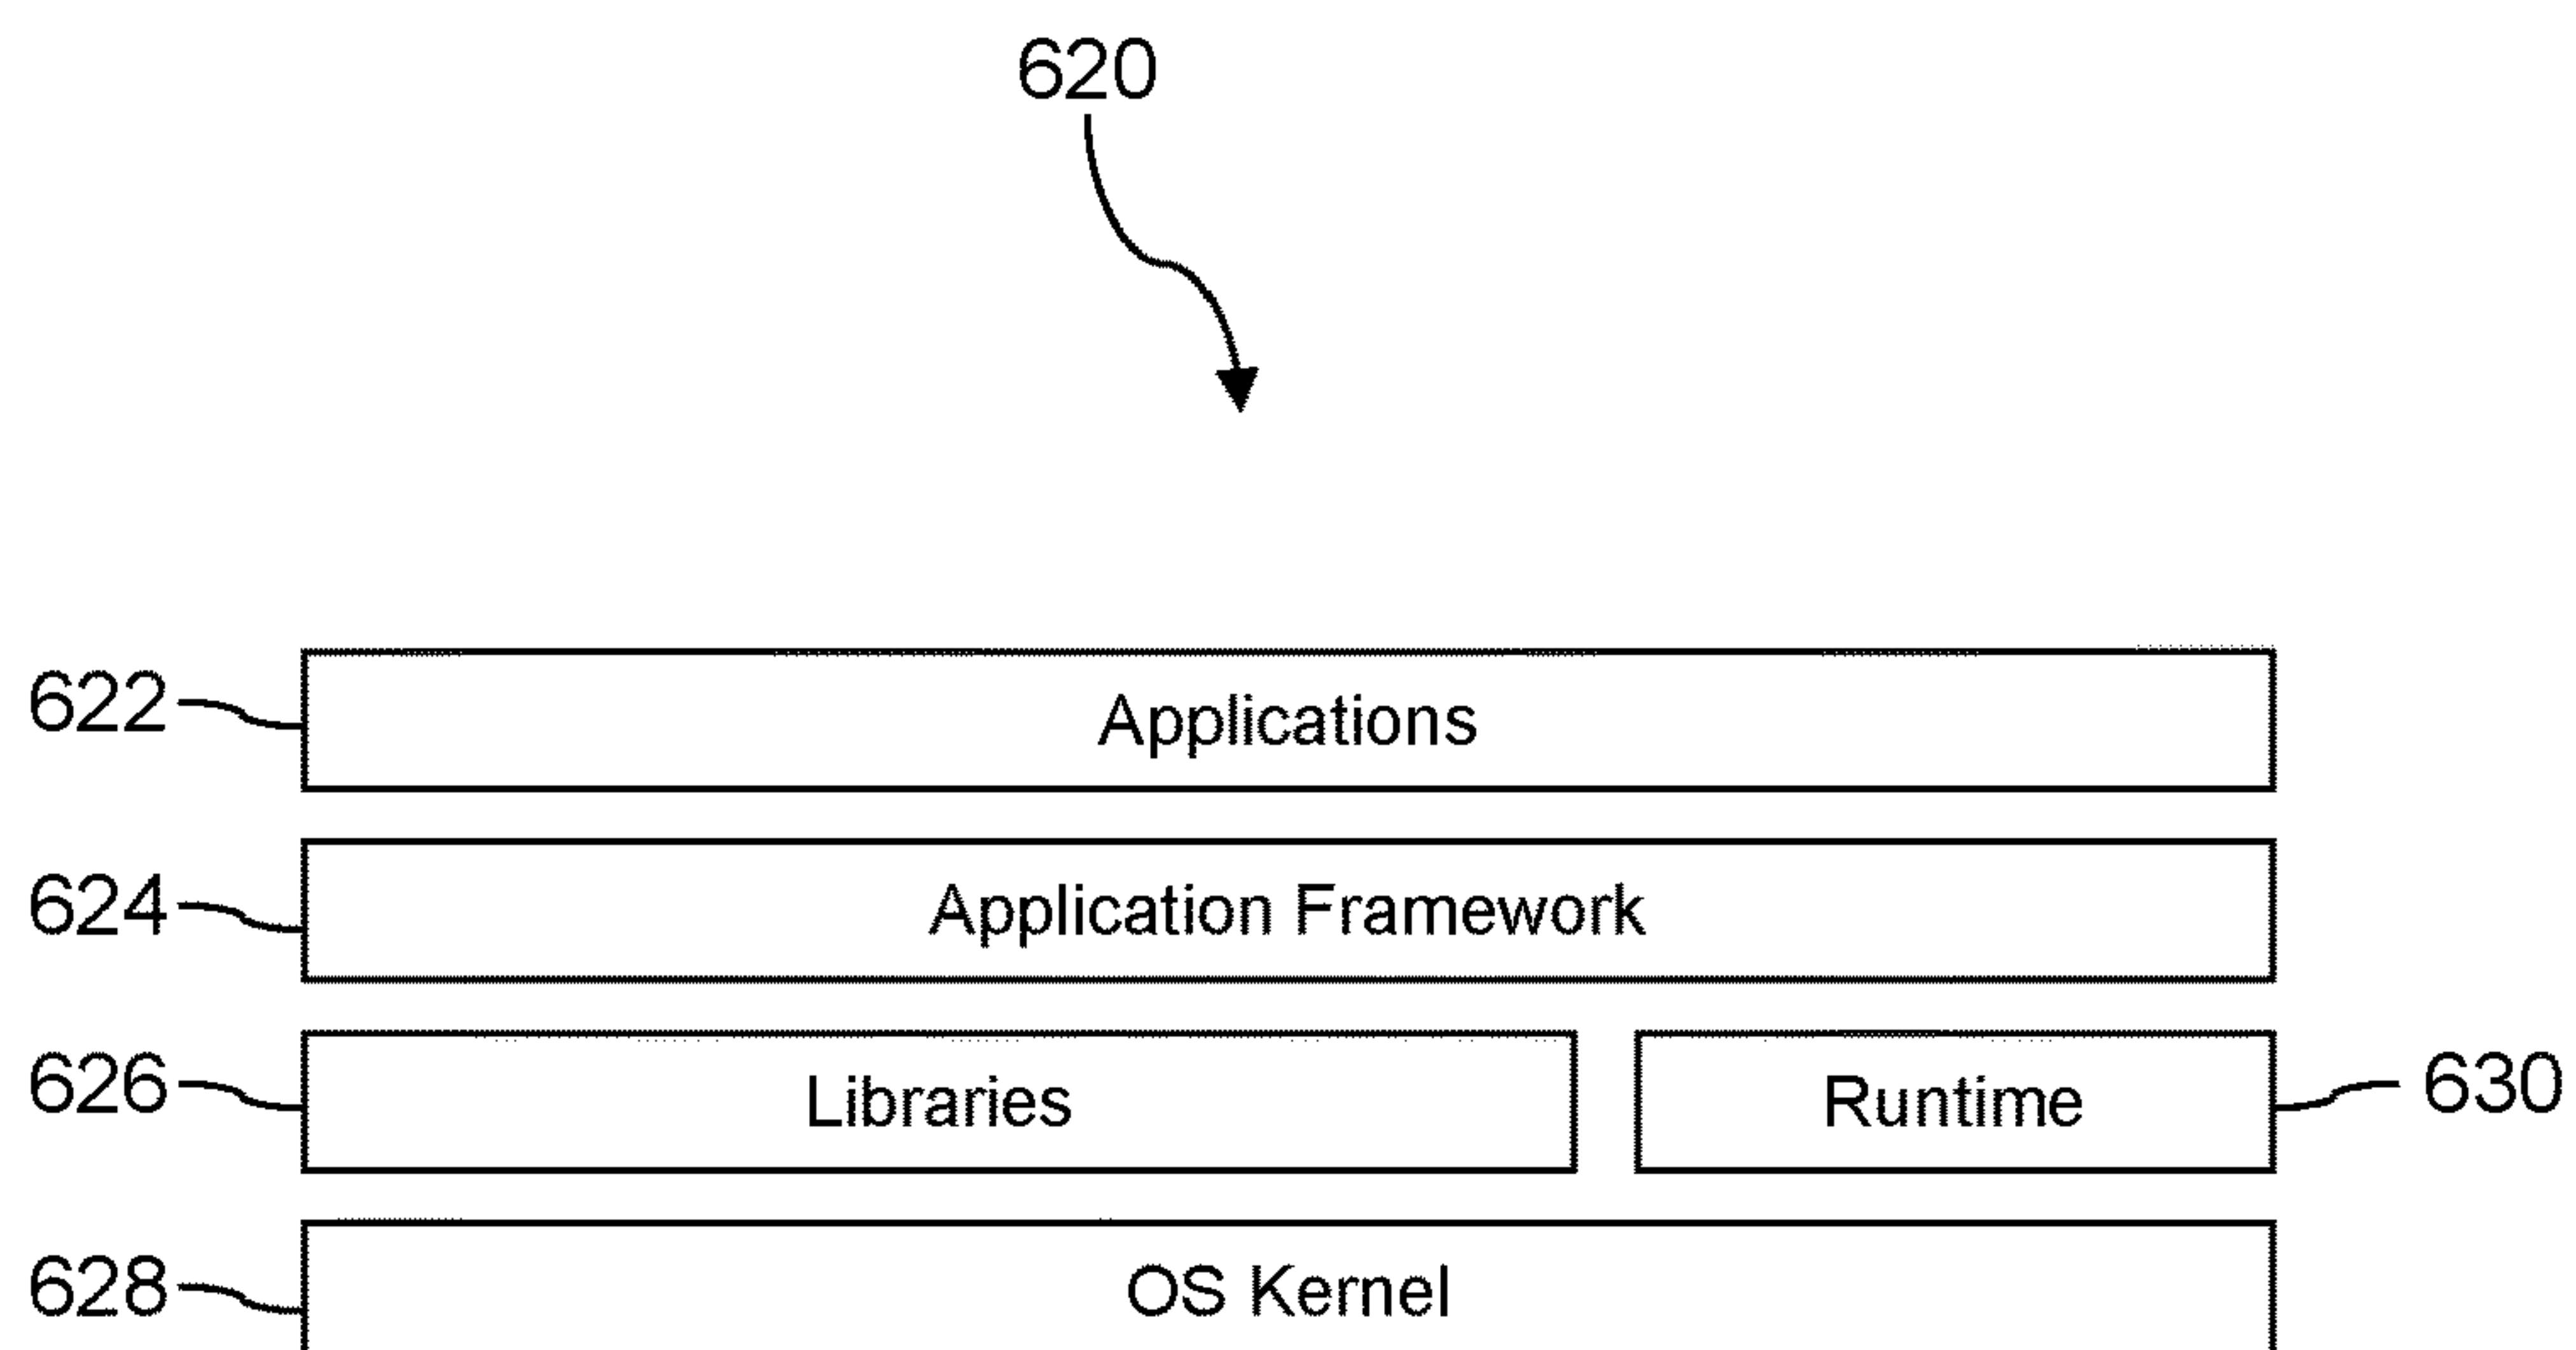 620
622 Applications
624 Application Framework
626 Libraries Runtime 630
628 OS Kernel